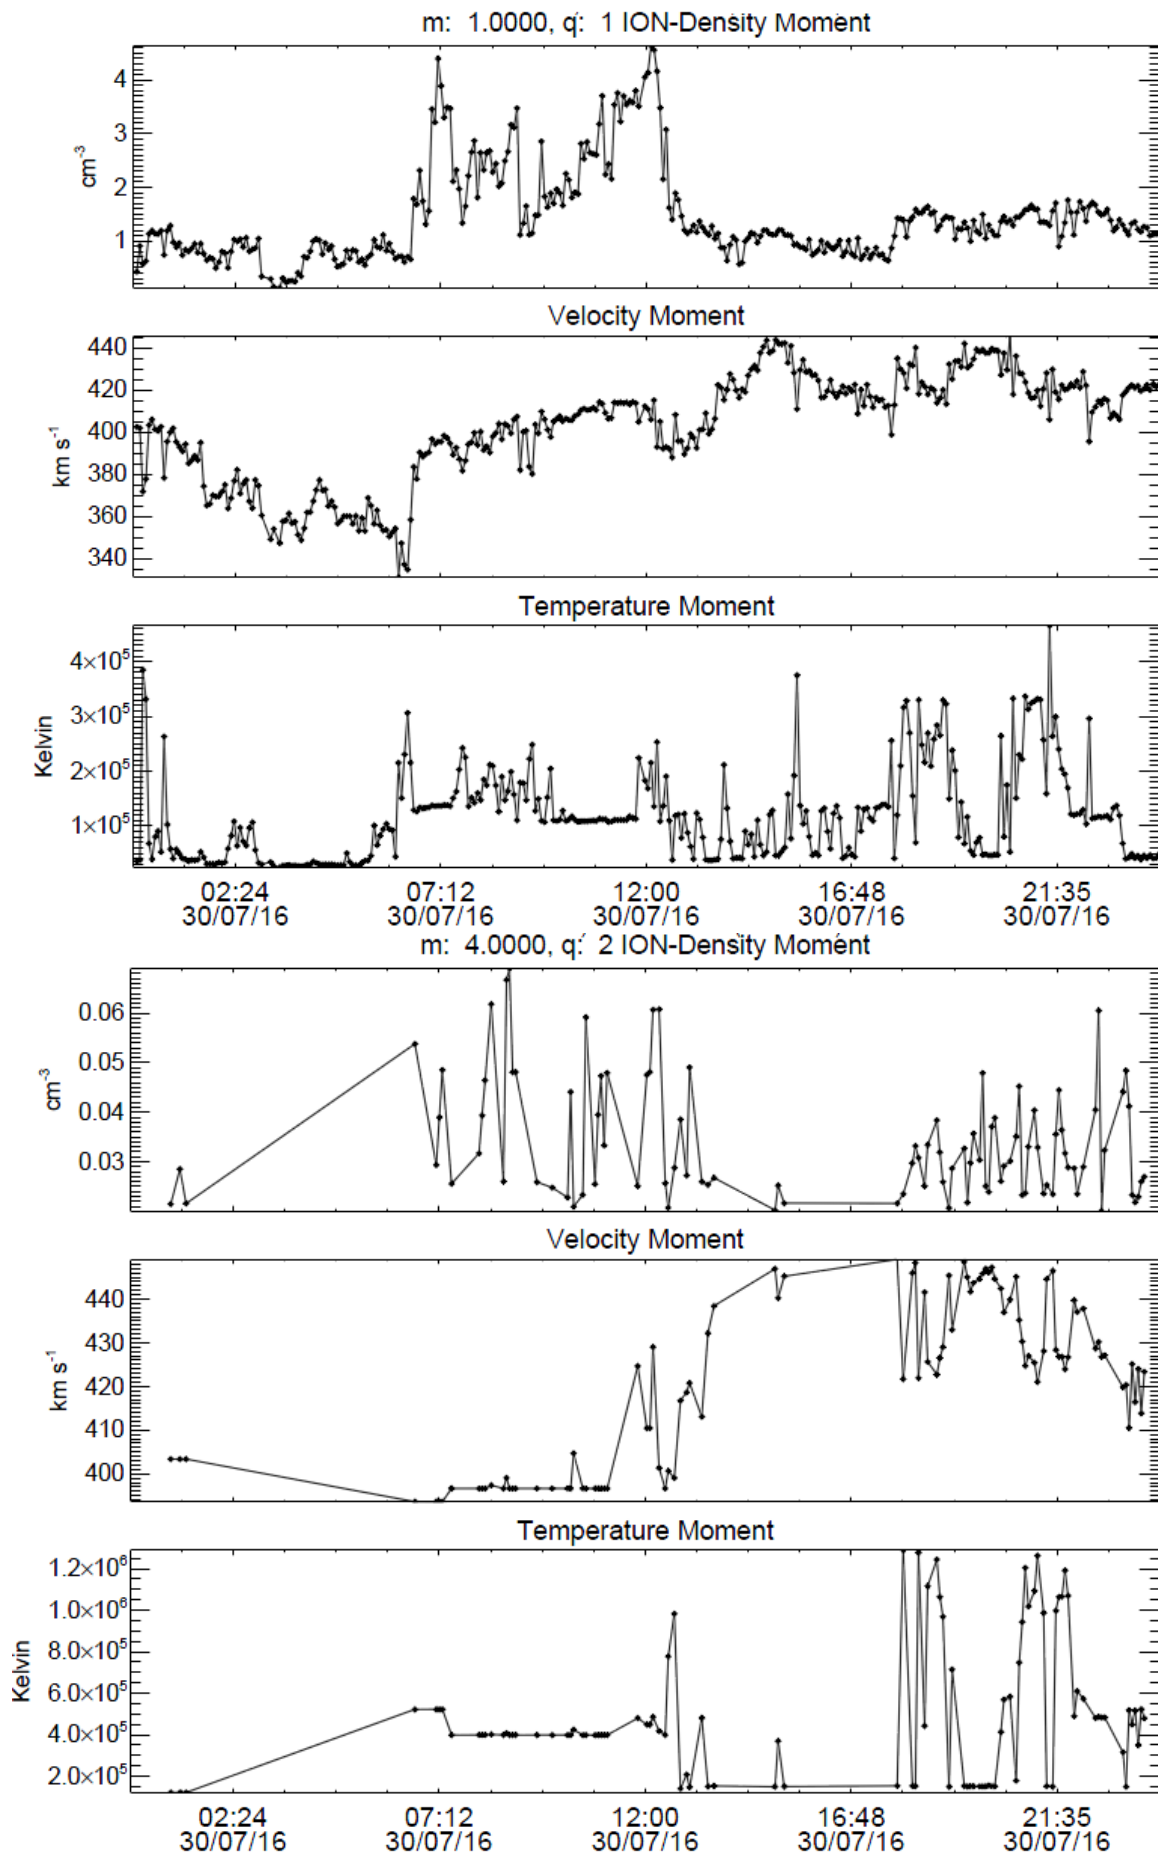 m: 1.0000, q: 1 ION-Density Moment
4
3
2
1
cm-3
Velocity Moment
440
420
400
380
360
340
km s-1
Temperature Moment
4×10^5
3×10^5
2×10^5
1×10^5
Kelvin
02:24 07:12 12:00 16:48 21:35
30/07/16 30/07/16 30/07/16 30/07/16 30/07/16
m: 4.0000, q: 2 ION-Density Moment
0.06
0.05
0.04
0.03
cm-3
Velocity Moment
440
430
420
410
400
km s-1
Temperature Moment
1.2×10^6
1.0×10^6
8.0×10^5
6.0×10^5
4.0×10^5
2.0×10^5
Kelvin
02:24 07:12 12:00 16:48 21:35
30/07/16 30/07/16 30/07/16 30/07/16 30/07/16